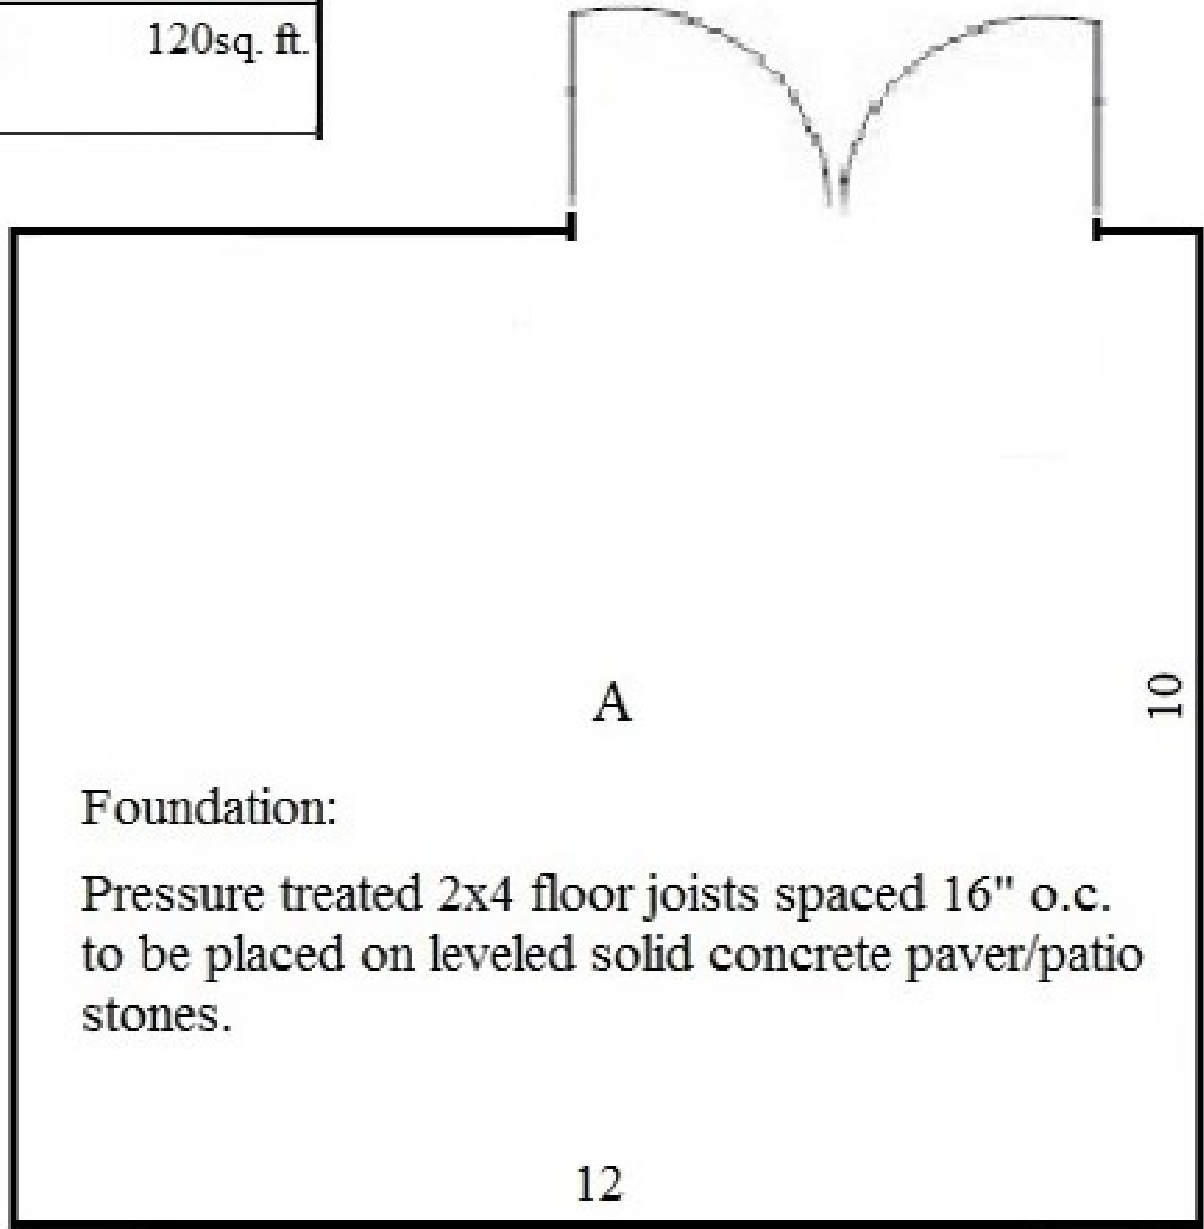 120sq. ft.
A
10
Foundation:
Pressure treated 2x4 floor joists spaced 16" o.c.
to be placed on leveled solid concrete paver/patio
stones.
12